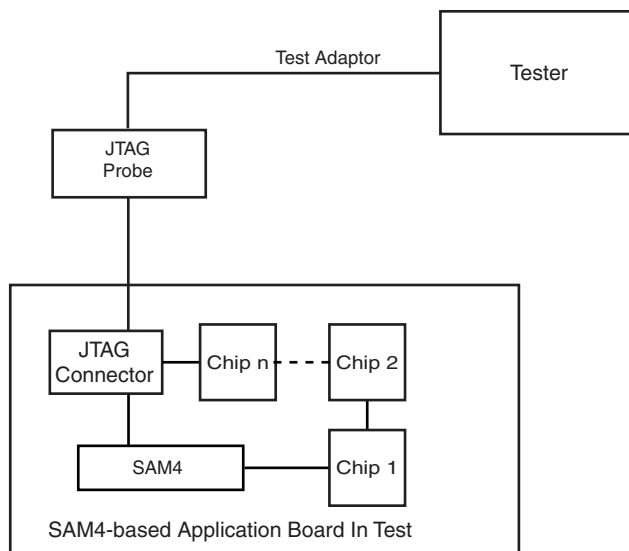 Test Adaptor
Tester
JTAG
Probe
JTAG
Connector
Chip n
Chip 2
SAM4
Chip 1
SAM4-based Application Board In Test